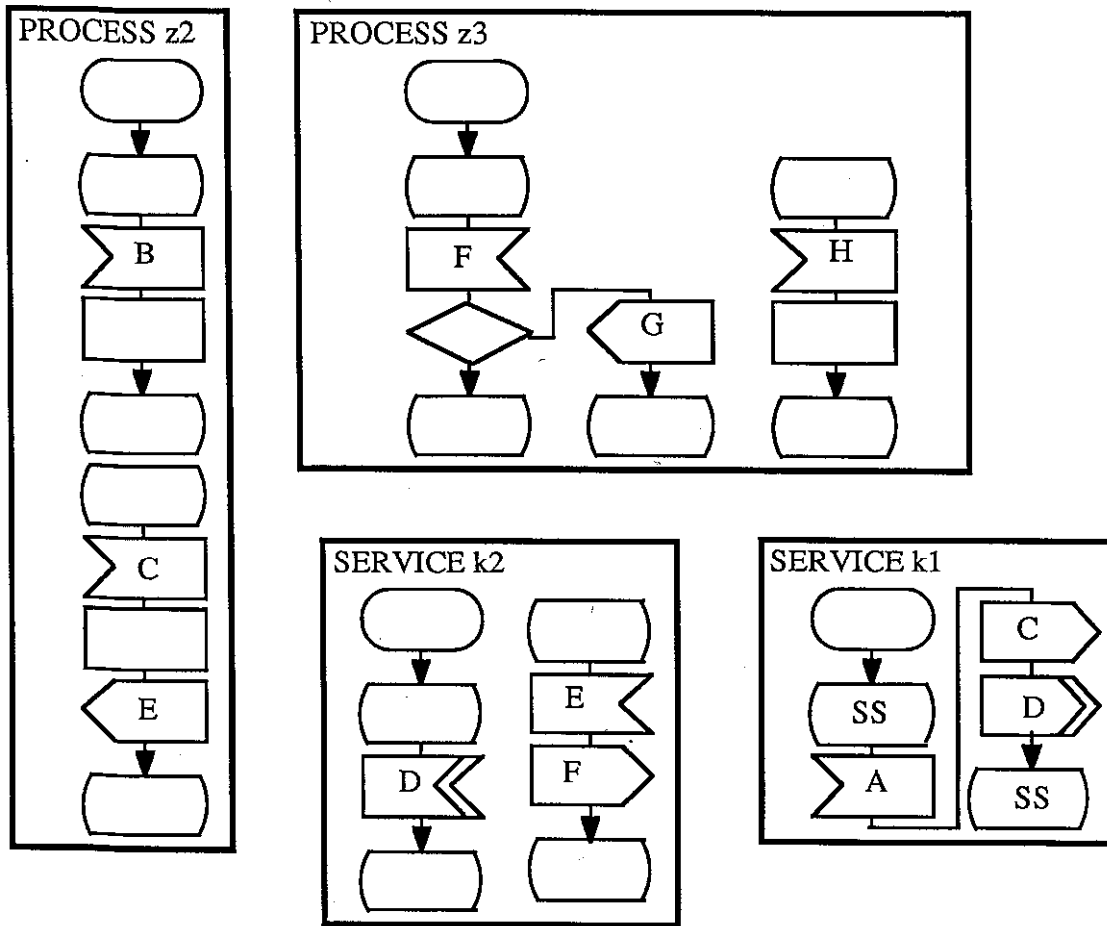 PROCESS z2
B
C
E
PROCESS z3
F
G
H
SERVICE k2
D
E
F
SERVICE k1
SS
A
C
D
SS